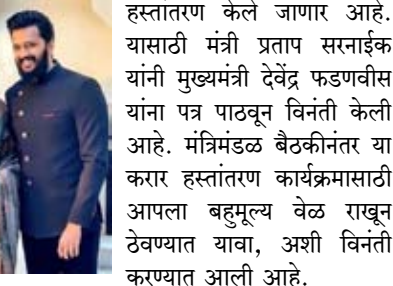 हस्तांतरण केले जाणार आहे.
यासाठी मंत्री प्रताप सरनाईक
यांनी मुख्यमंत्री देवेंद्र फडणवीस
यांना पत्र पाठवून विनंती केली
आहे. मंत्रिमंडळ बैठकीनंतर या
करार हस्तांतरण कार्यक्रमासाठी
आपला बहुमूल्य वेळ राखून
ठेवण्यात यावा, अशी विनंती
करण्यात आली आहे.